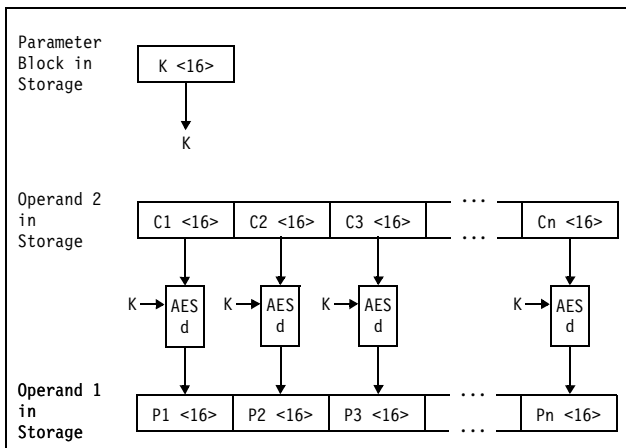 Parameter
Block in
Storage
K <16>
K
Operand 2
in
Storage
C1 <16> C2 <16> C3 <16> ··· Cn <16>
···
K AES d K AES d K AES d K AES d
Operand 1
in
Storage
P1 <16> P2 <16> P3 <16> ··· Pn <16>
···